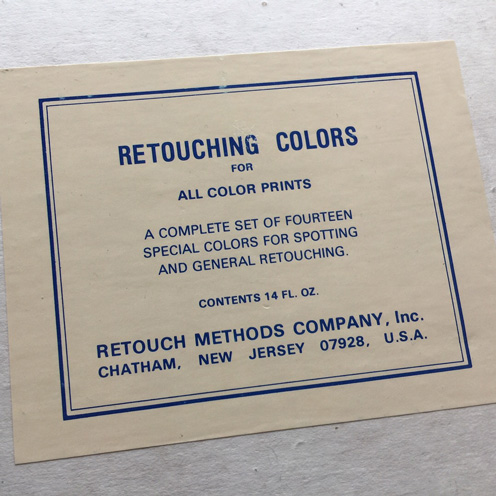 RETOUCHING COLORS
FOR
ALL COLOR PRINTS
A COMPLETE SET OF FOURTEEN
SPECIAL COLORS FOR SPOTTING
AND GENERAL RETOUCHING.
CONTENTS 14 FL. OZ.
RETOUCH METHODS COMPANY, Inc.
CHATHAM, NEW JERSEY 07928, U.S.A.